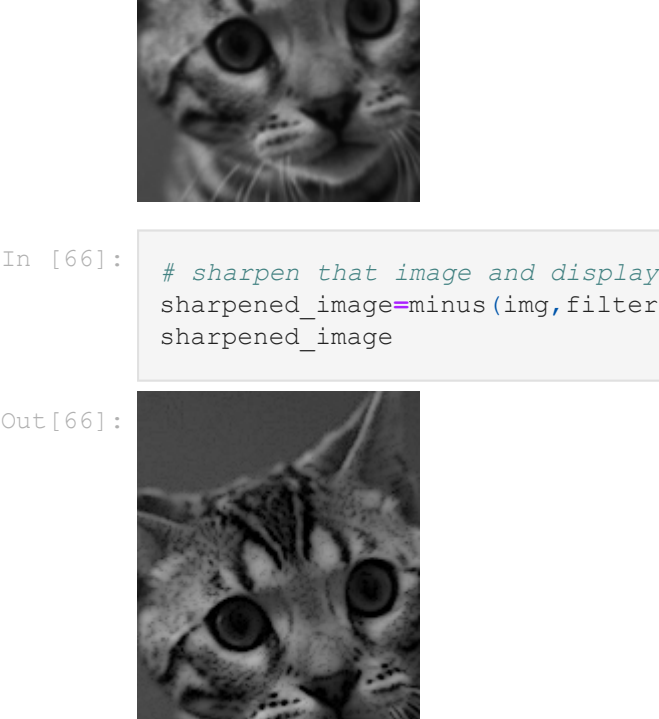 In [66]:
# sharpen that image and display
sharpened_image=minus(img,filter
sharpened_image
Out[66]: